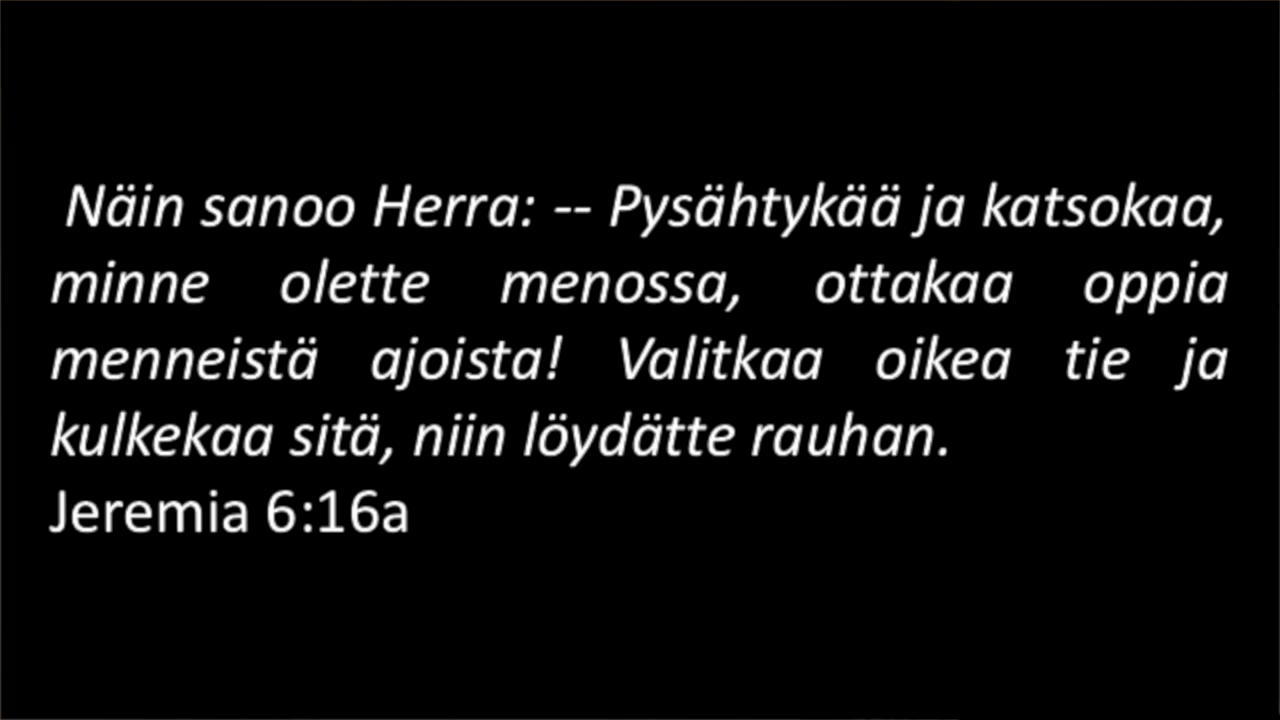 Näin sanoo Herra: -- Pysähtykää ja katsokaa,
minne olette menossa, ottakaa oppia
menneistä ajoista! Valitkaa oikea tie ja
kulkekaa sitä, niin löydätte rauhan.
Jeremia 6:16a